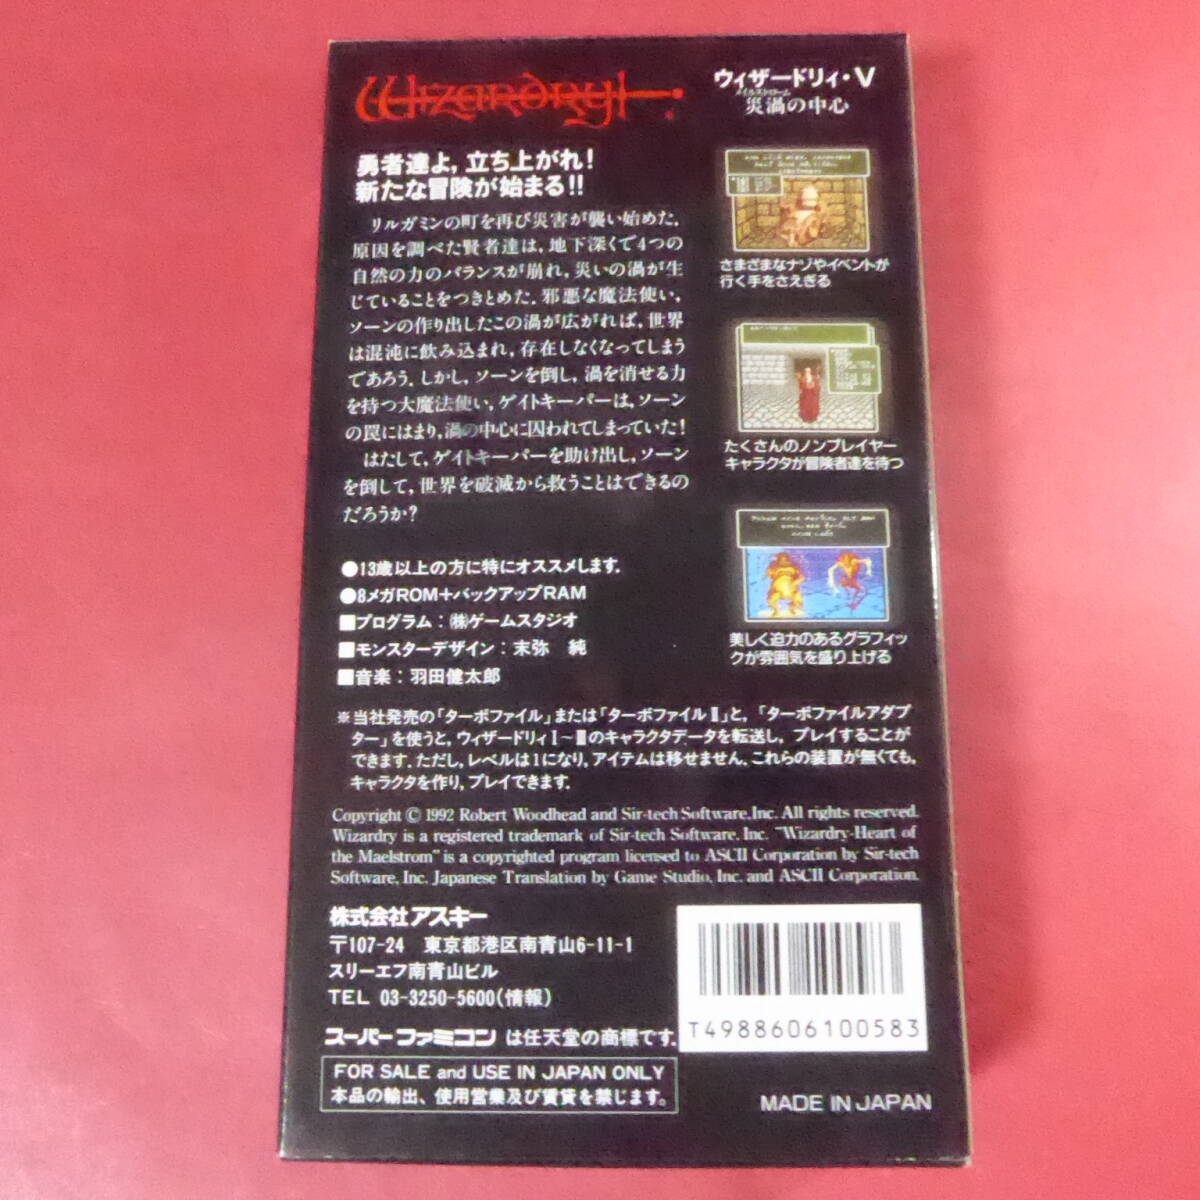 Wizardry
ウィザードリィ・V
メイルストローム
災渦の中心
勇者達よ,立ち上がれ!
新たな冒険が始まる!!
リルガミンの町を再び災害が襲い始めた.
原因を調べた賢者達は,地下深くで4つの
自然の力のバランスが崩れ,災いの渦が生
じていることをつきとめた.邪悪な魔法使い,
ソーンの作り出したこの渦が広がれば,世界
は混沌に飲み込まれ,存在しなくなってしまう
であろう.しかし,ソーンを倒し,渦を消せる力
を持つ大魔法使い,ゲイトキーパーは,ソーン
の罠にはまり,渦の中心に囚われてしまっていた!
はたして,ゲイトキーパーを助け出し,ソーン
を倒して,世界を破滅から救うことはできるの
だろうか?
さまざまなナゾやイベントが
行く手をさえぎる
たくさんのノンプレイヤー
キャラクタが冒険者達を待つ
美しく迫力のあるグラフィッ
クが雰囲気を盛り上げる
●13歳以上の方に特にオススメします.
●8メガROM+バックアップRAM
■プログラム:㈱ゲームスタジオ
■モンスターデザイン:末弥 純
■音楽:羽田健太郎
※当社発売の「ターボファイル」または「ターボファイルⅡ」と,「ターボファイルアダプ
ター」を使うと,ウィザードリィⅠ~Ⅲのキャラクタデータを転送し,プレイすることが
できます.ただし,レベルは1になり,アイテムは移せません.これらの装置が無くても,
キャラクタを作り,プレイできます.
Copyright © 1992 Robert Woodhead and Sir-tech Software,Inc. All rights reserved.
Wizardry is a registered trademark of Sir-tech Software, Inc. "Wizardry-Heart of
the Maelstrom" is a copyrighted program licensed to ASCII Corporation by Sir-tech
Software, Inc. Japanese Translation by Game Studio, Inc. and ASCII Corporation.
株式会社アスキー
〒107-24 東京都港区南青山6-11-1
スリーエフ南青山ビル
TEL 03-3250-5600(情報)
スーパーファミコン は任天堂の商標です.
FOR SALE and USE IN JAPAN ONLY
本品の輸出、使用営業及び賃貸を禁じます。
T4988606100583
MADE IN JAPAN